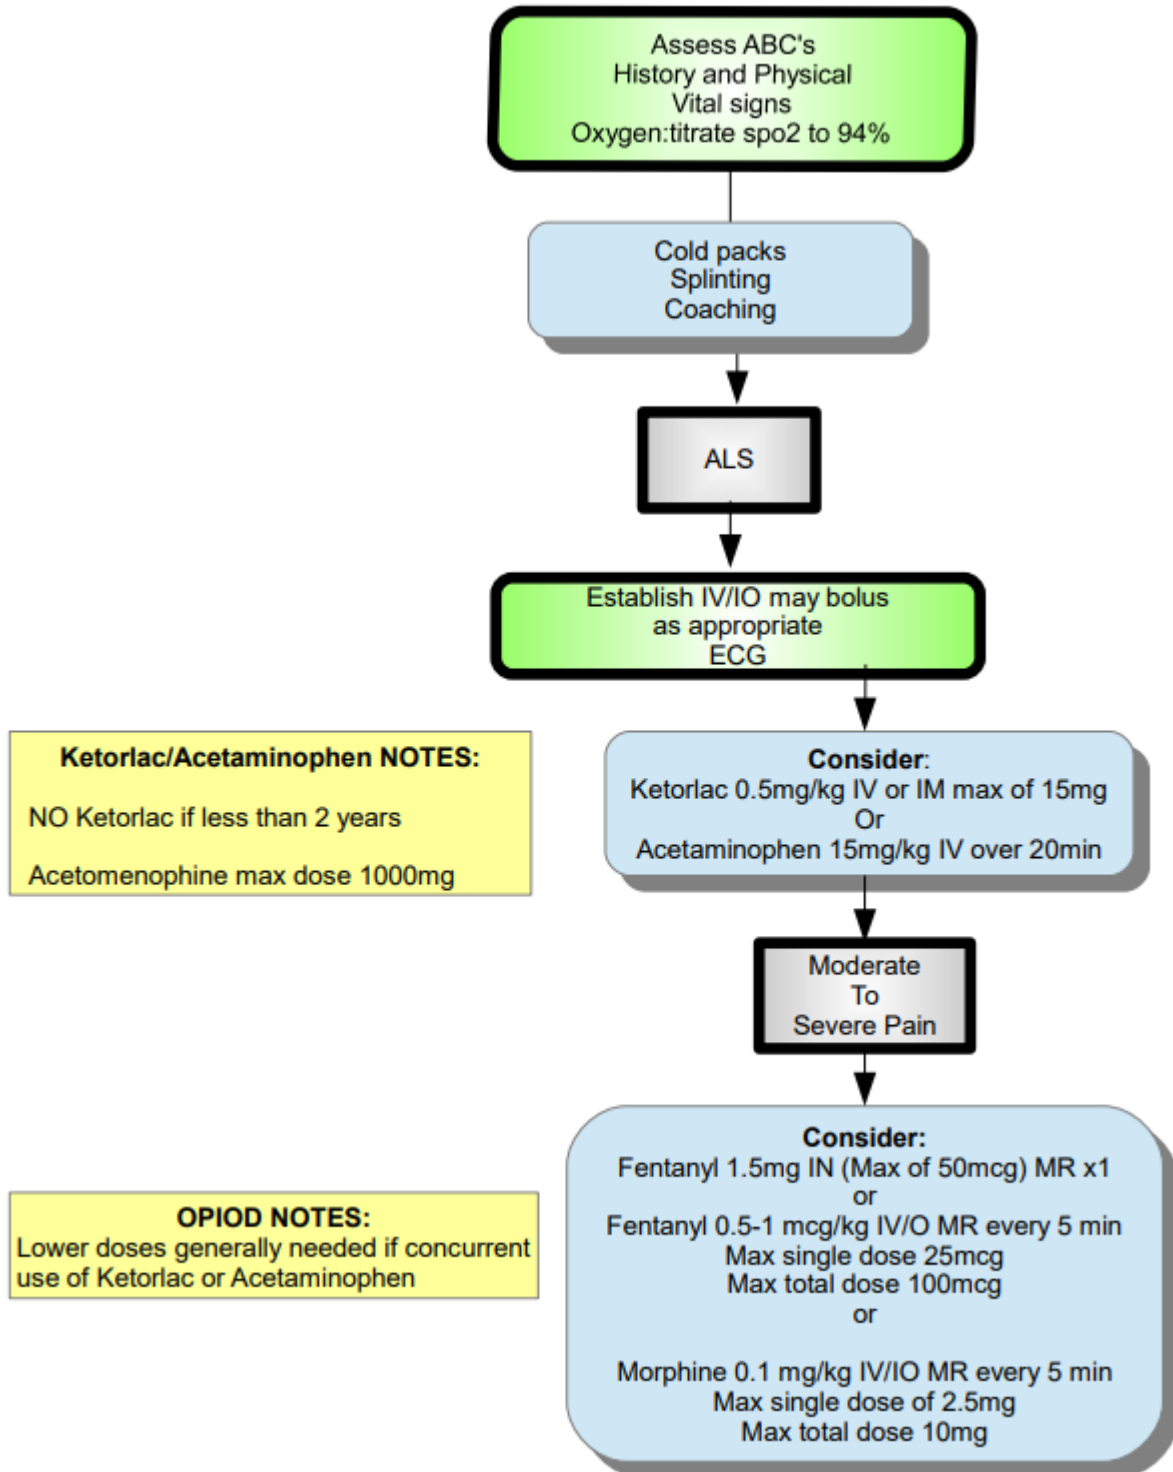 Assess ABC's
History and Physical
Vital signs
Oxygen:titrate spo2 to 94%
Cold packs
Splinting
Coaching
ALS
Establish IV/IO may bolus
as appropriate
ECG
Ketorlac/Acetaminophen NOTES:
NO Ketorlac if less than 2 years
Acetomenophine max dose 1000mg
Consider:
Ketorlac 0.5mg/kg IV or IM max of 15mg
Or
Acetaminophen 15mg/kg IV over 20min
Moderate
To
Severe Pain
OPIOD NOTES:
Lower doses generally needed if concurrent
use of Ketorlac or Acetaminophen
Consider:
Fentanyl 1.5mg IN (Max of 50mcg) MR x1
or
Fentanyl 0.5-1 mcg/kg IV/O MR every 5 min
Max single dose 25mcg
Max total dose 100mcg
or
Morphine 0.1 mg/kg IV/IO MR every 5 min
Max single dose of 2.5mg
Max total dose 10mg